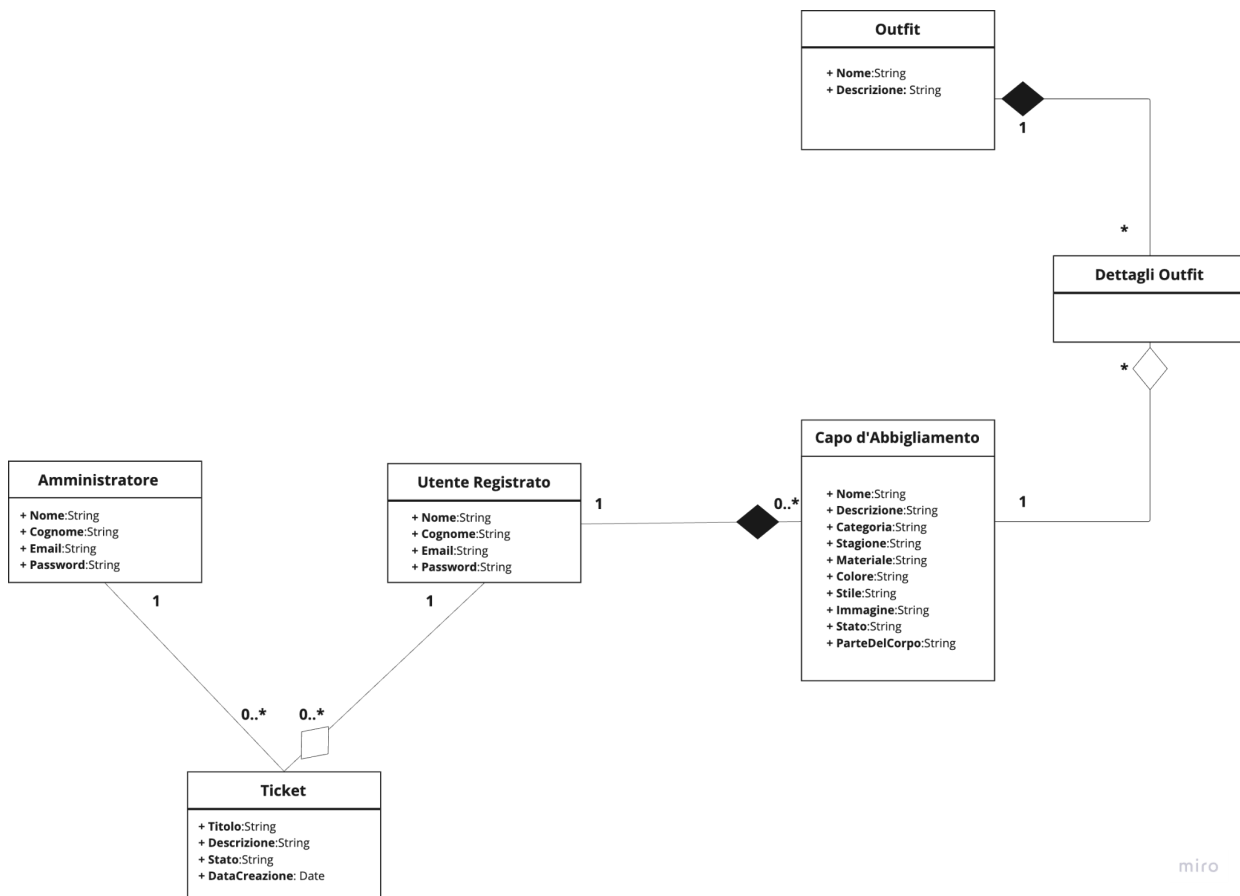 Outfit
+ Nome:String
+ Descrizione: String
1
*
Dettagli Outfit
*
Capo d'Abbigliamento
+ Nome:String
+ Descrizione:String
+ Categoria:String
+ Stagione:String
+ Materiale:String
+ Colore:String
+ Stile:String
+ Immagine:String
+ Stato:String
+ ParteDelCorpo:String
1
0..*
1
Utente Registrato
+ Nome:String
+ Cognome:String
+ Email:String
+ Password:String
1
Amministratore
+ Nome:String
+ Cognome:String
+ Email:String
+ Password:String
1
0..*
0..*
Ticket
+ Titolo:String
+ Descrizione:String
+ Stato:String
+ DataCreazione: Date
miro